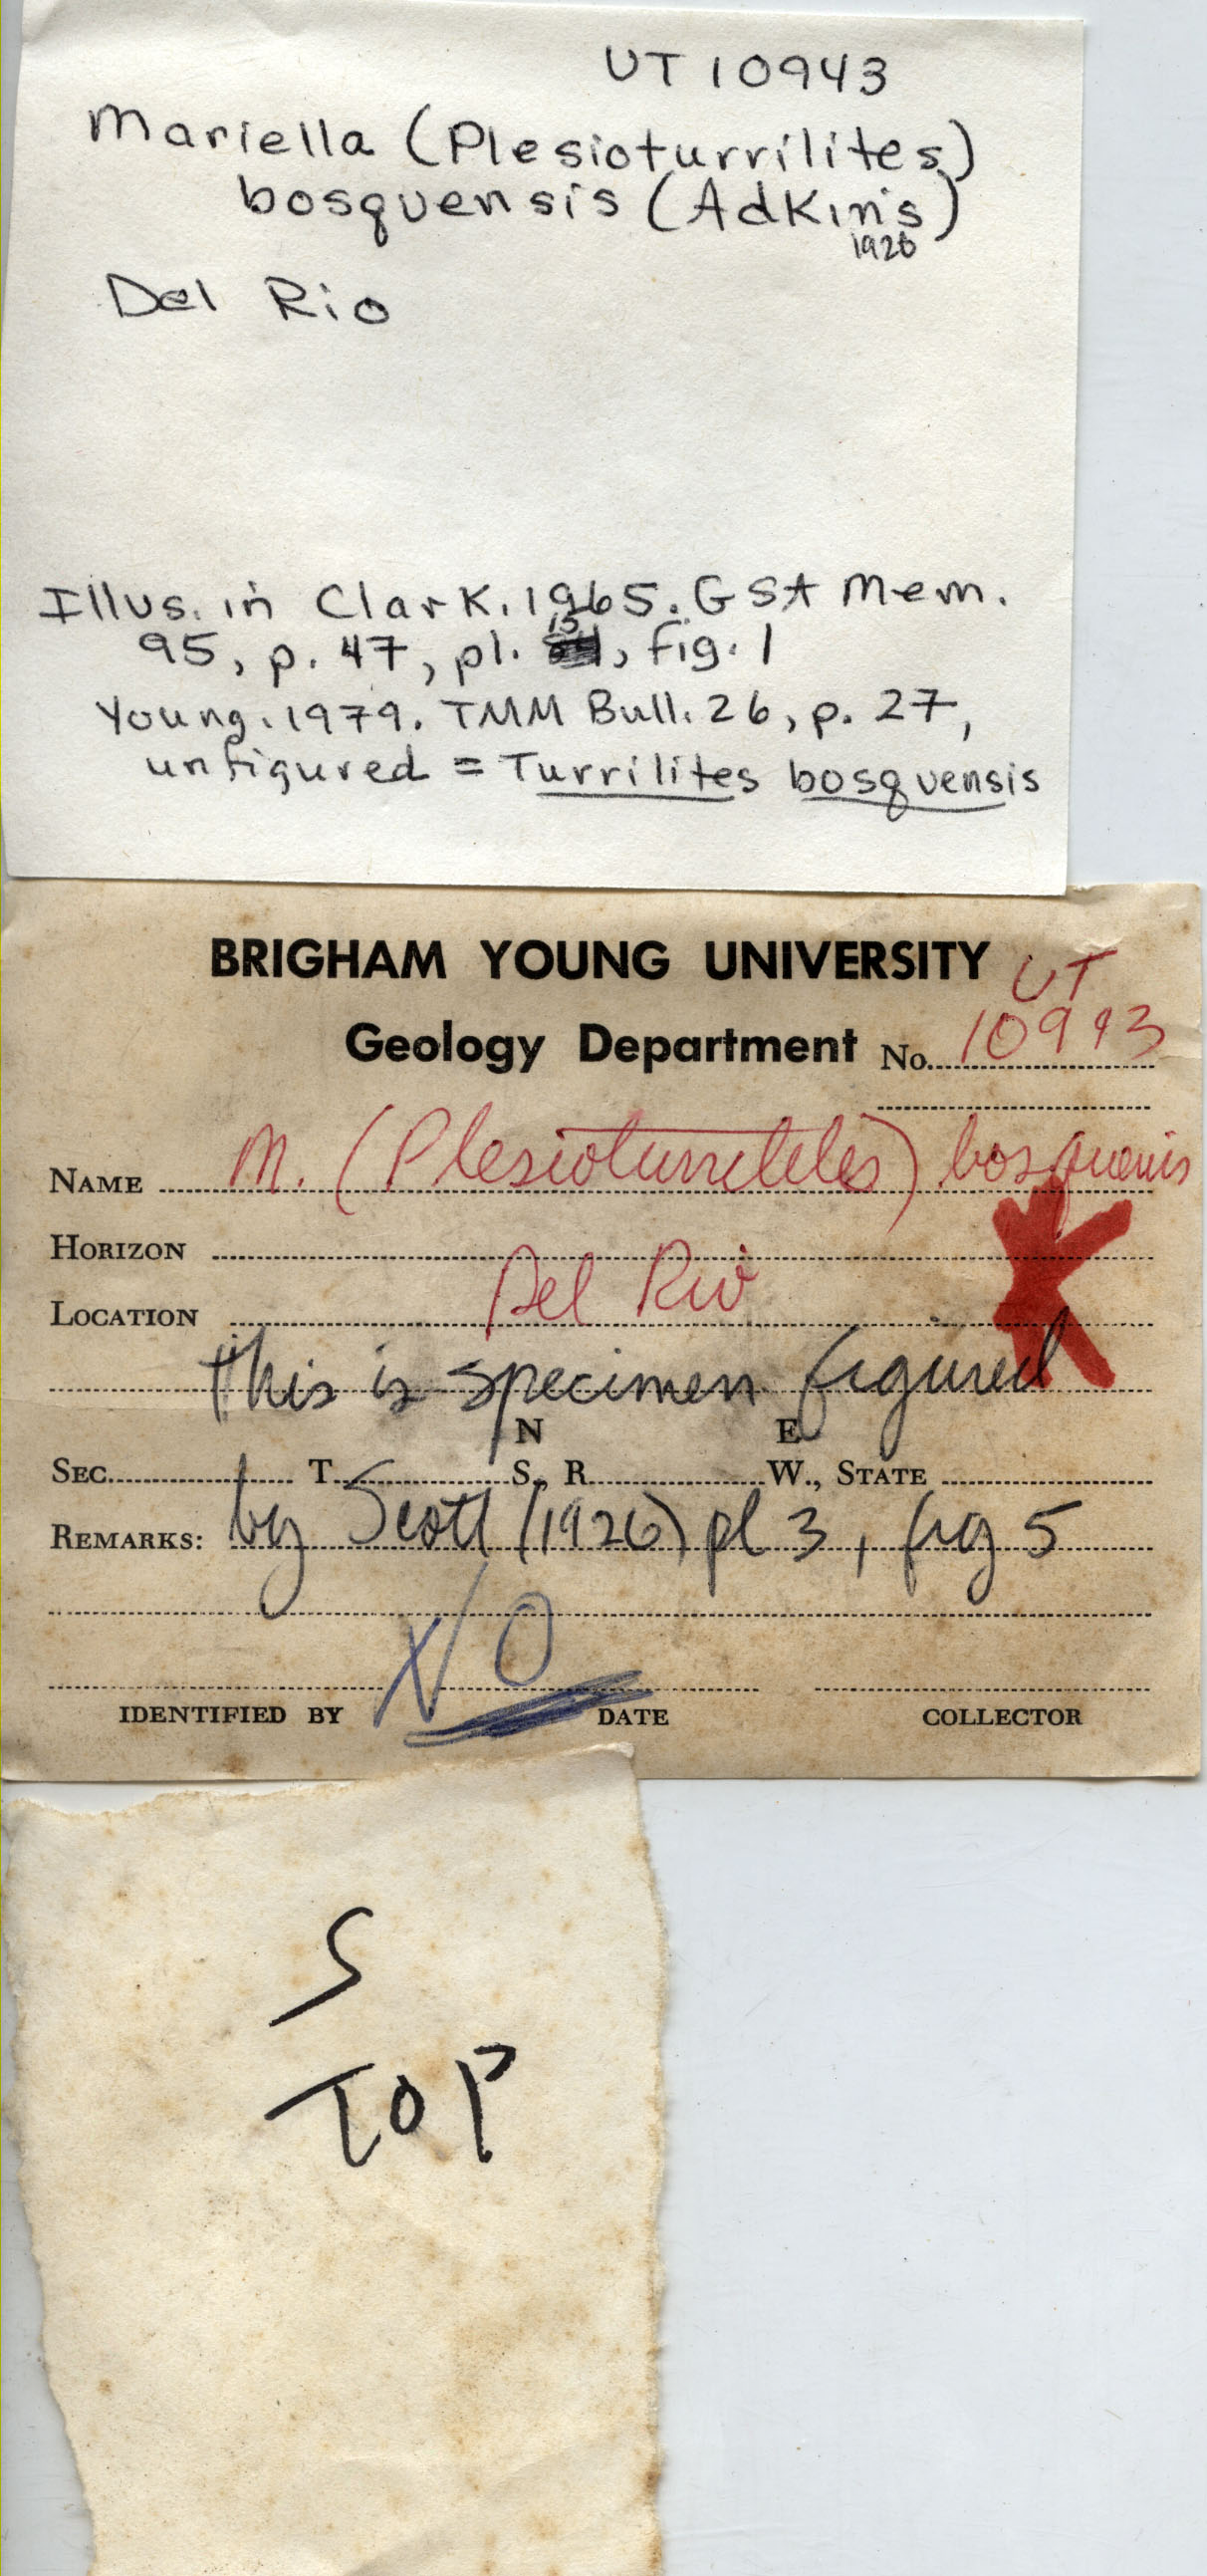 UT 10943
Mariella (Plesioturrilites)
bosquensis (Adkins)
1920
Del Rio
Illus. in Clark. 1965. GSA Mem.
95, p. 47, pl. 15, fig. 1
Young. 1979. TMM Bull. 26, p. 27,
unfigured = Turrilites bosquensis
BRIGHAM YOUNG UNIVERSITY UT
Geology Department No. 10943
NAME M. (Plesioturrilites) bosquensis
HORIZON
LOCATION Del Rio
this is specimen figured
N E
SEC. T. S., R. W., STATE
REMARKS: by Scott (1926) pl 3, fig 5
NO
IDENTIFIED BY DATE COLLECTOR
S
TOP